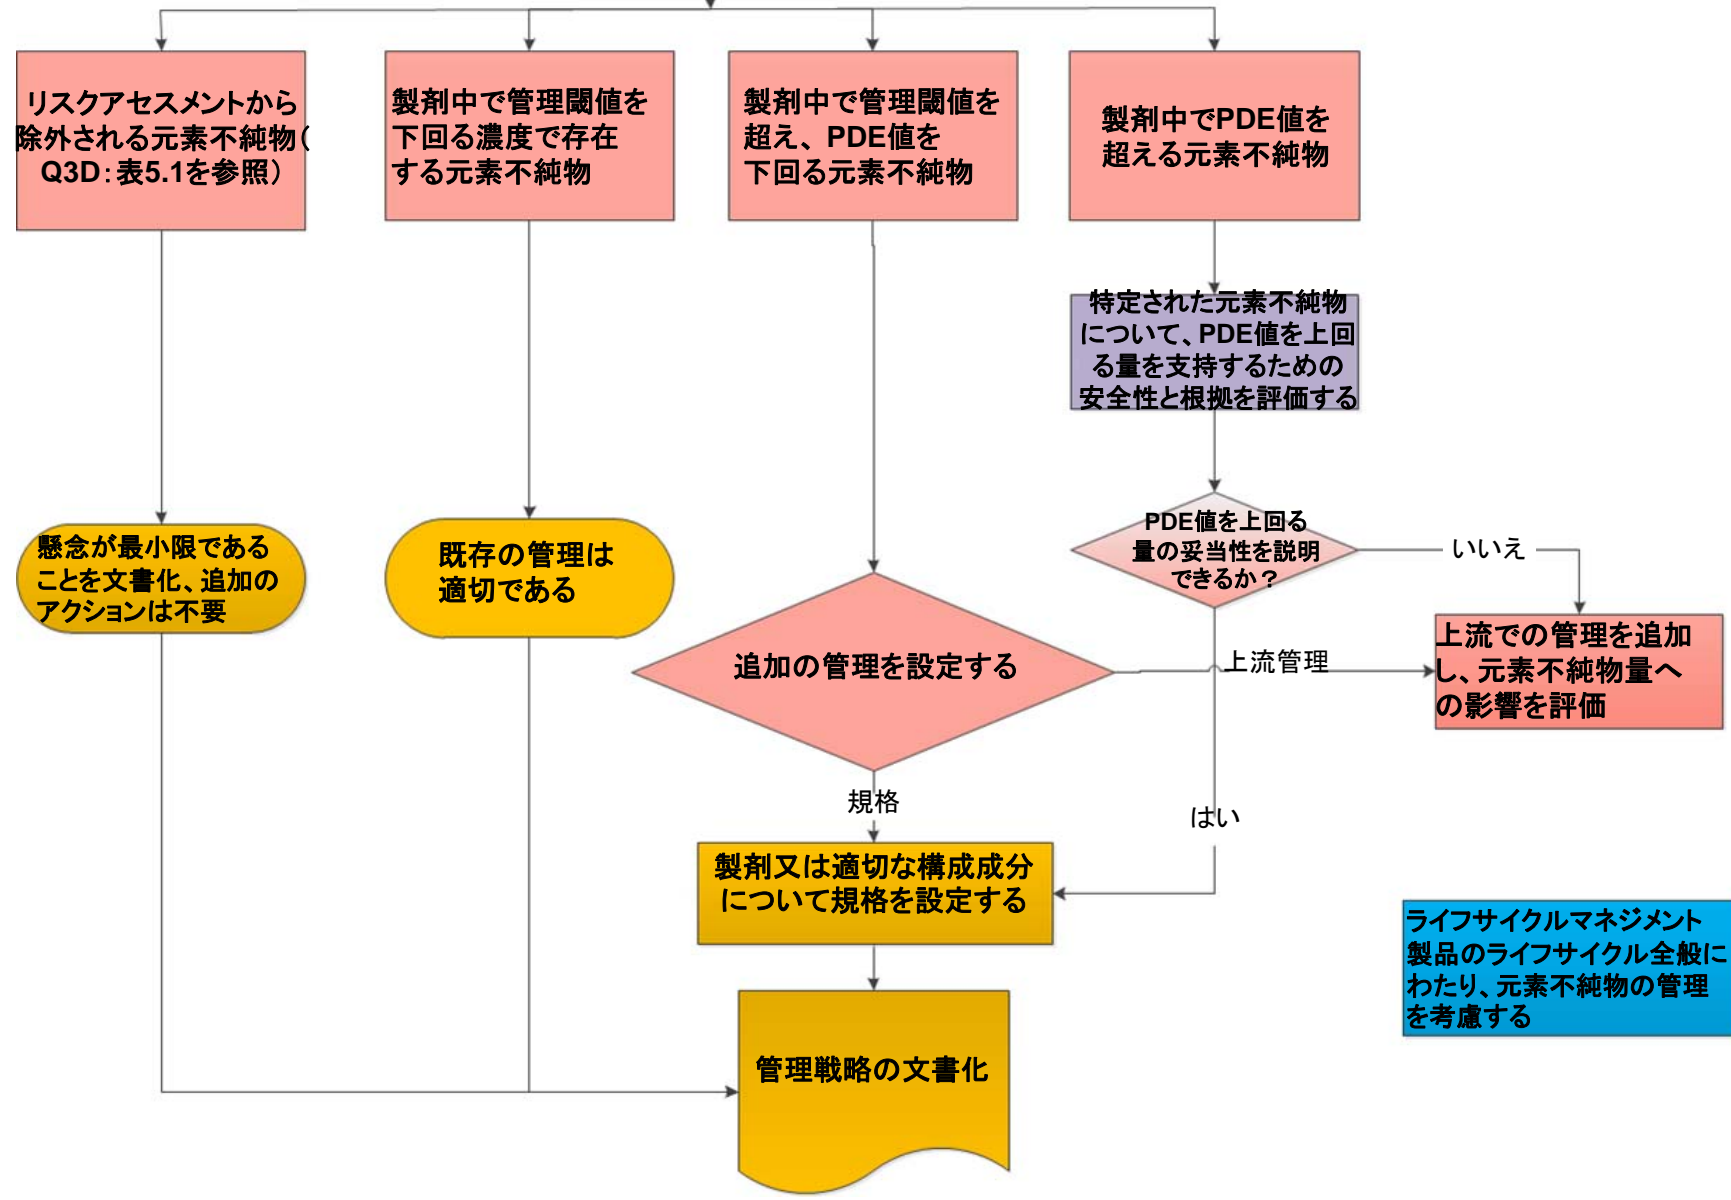 リスクアセスメントから
除外される元素不純物(
Q3D：表5.1を参照)
製剤中で管理閾値を
下回る濃度で存在
する元素不純物
製剤中で管理閾値を
超え、PDE値を
下回る元素不純物
製剤中でPDE値を
超える元素不純物
特定された元素不純物
について、PDE値を上回
る量を支持するための
安全性と根拠を評価する
懸念が最小限である
ことを文書化、追加の
アクションは不要
既存の管理は
適切である
PDE値を上回る
量の妥当性を説明
できるか？
いいえ
追加の管理を設定する
上流管理
上流での管理を追加
し、元素不純物量へ
の影響を評価
規格
はい
製剤又は適切な構成成分
について規格を設定する
ライフサイクルマネジメント
製品のライフサイクル全般に
わたり、元素不純物の管理
を考慮する
管理戦略の文書化